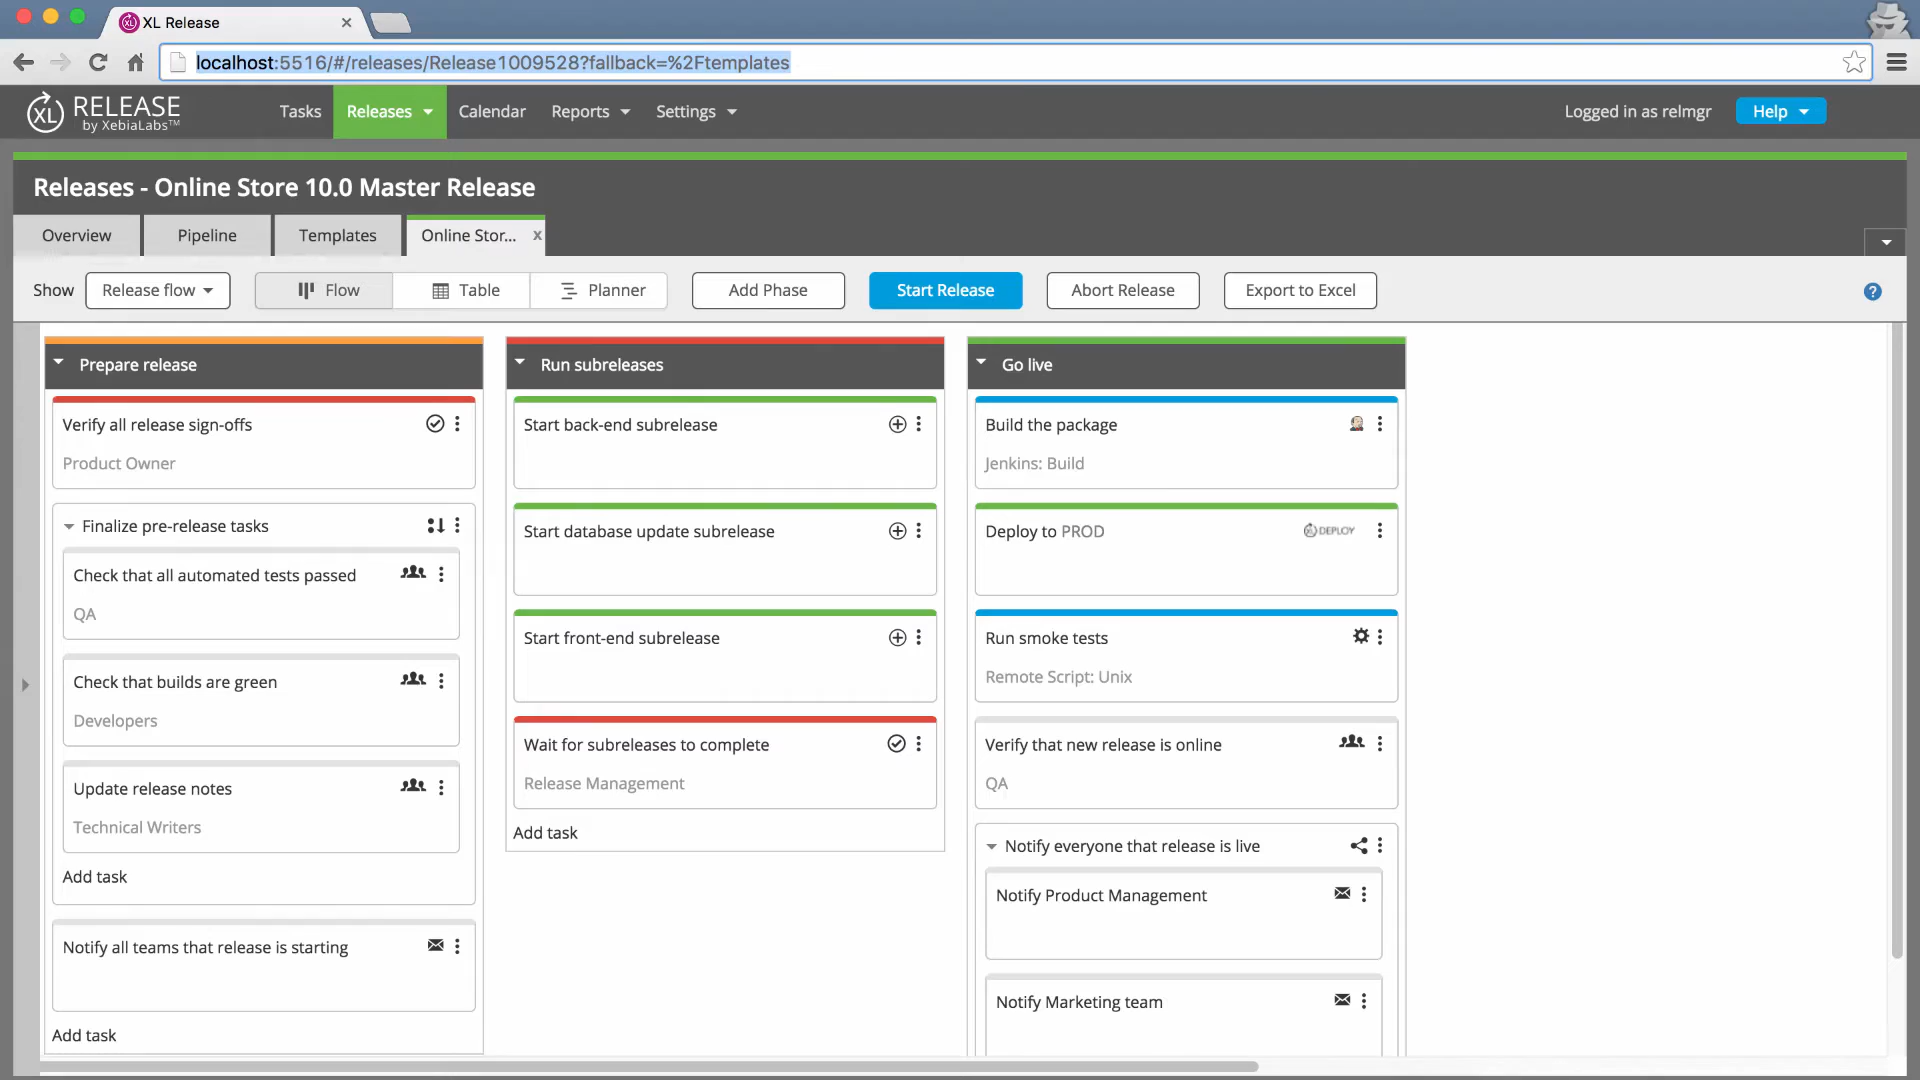 XL Release
localhost:5516/#/releases/Release1009528?fallback=%2Ftemplates
XL RELEASE
by XebiaLabs™
Tasks
Releases
Calendar
Reports
Settings
Logged in as relmgr
Help
Releases - Online Store 10.0 Master Release
Overview
Pipeline
Templates
Online Stor... x
Show
Release flow
Flow
Table
Planner
Add Phase
Start Release
Abort Release
Export to Excel
?
Prepare release
Verify all release sign-offs
Product Owner
Finalize pre-release tasks
Check that all automated tests passed
QA
Check that builds are green
Developers
Update release notes
Technical Writers
Add task
Notify all teams that release is starting
Add task
Run subreleases
Start back-end subrelease
Start database update subrelease
Start front-end subrelease
Wait for subreleases to complete
Release Management
Add task
Go live
Build the package
Jenkins: Build
Deploy to PROD
XL DEPLOY
Run smoke tests
Remote Script: Unix
Verify that new release is online
QA
Notify everyone that release is live
Notify Product Management
Notify Marketing team